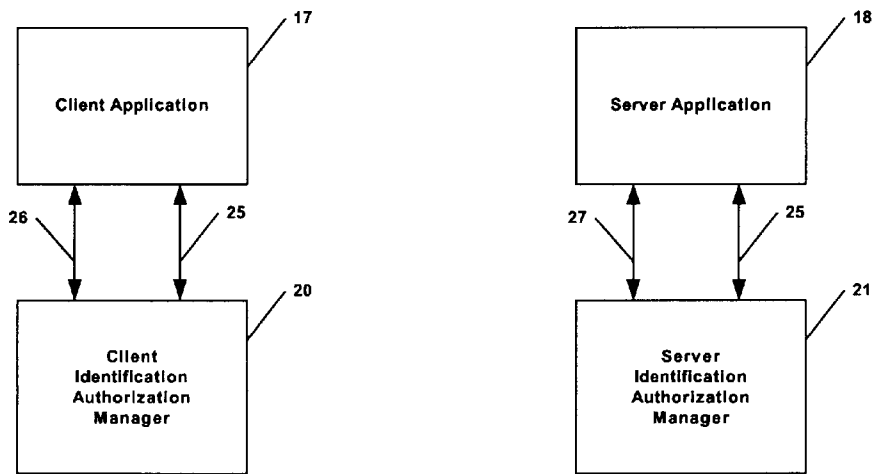 17
18
Client Application
Server Application
26
25
27
25
20
21
Client
Identification
Authorization
Manager
Server
Identification
Authorization
Manager